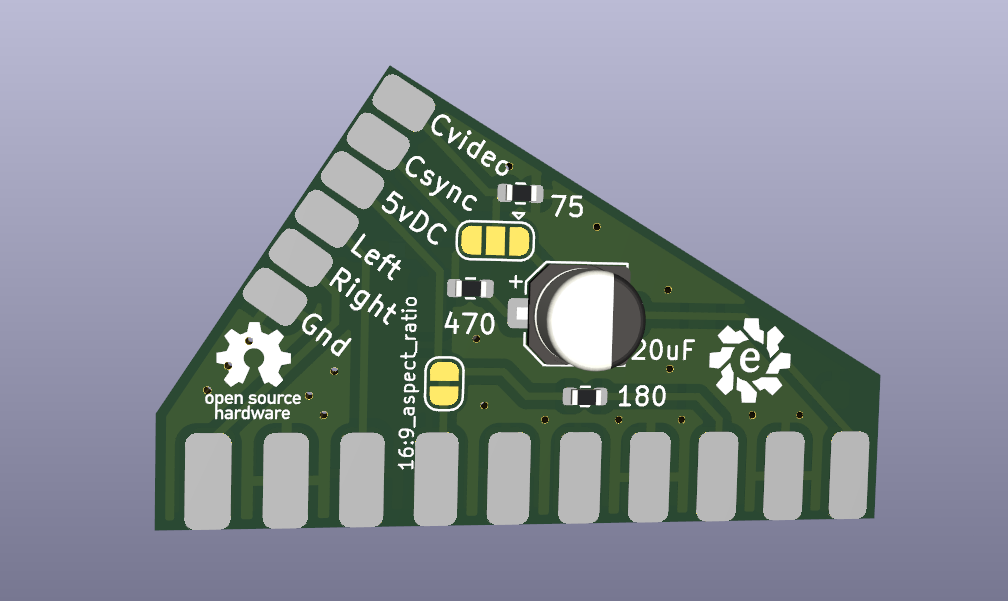 Cvideo
Csync
5vDC
Left
Right
Gnd
75
+
470
20uF
180
16:9_aspect_ratio
open source
hardware
e